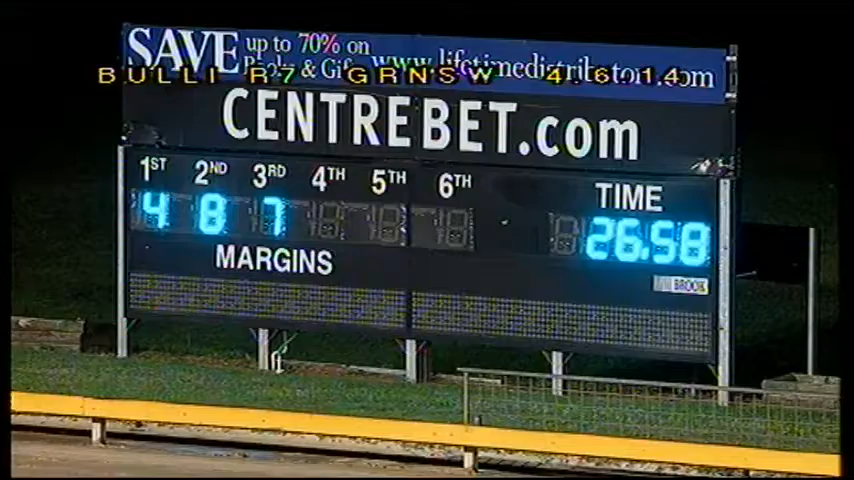 SAVE up to 70% on
Books & Gifts www.lifetimedistributors.com
BULLI R7 GRNSW 4.6.14
CENTREBET.com
1ST 2ND 3RD 4TH 5TH 6TH TIME
4 8 7 26.58
MARGINS
BROOK